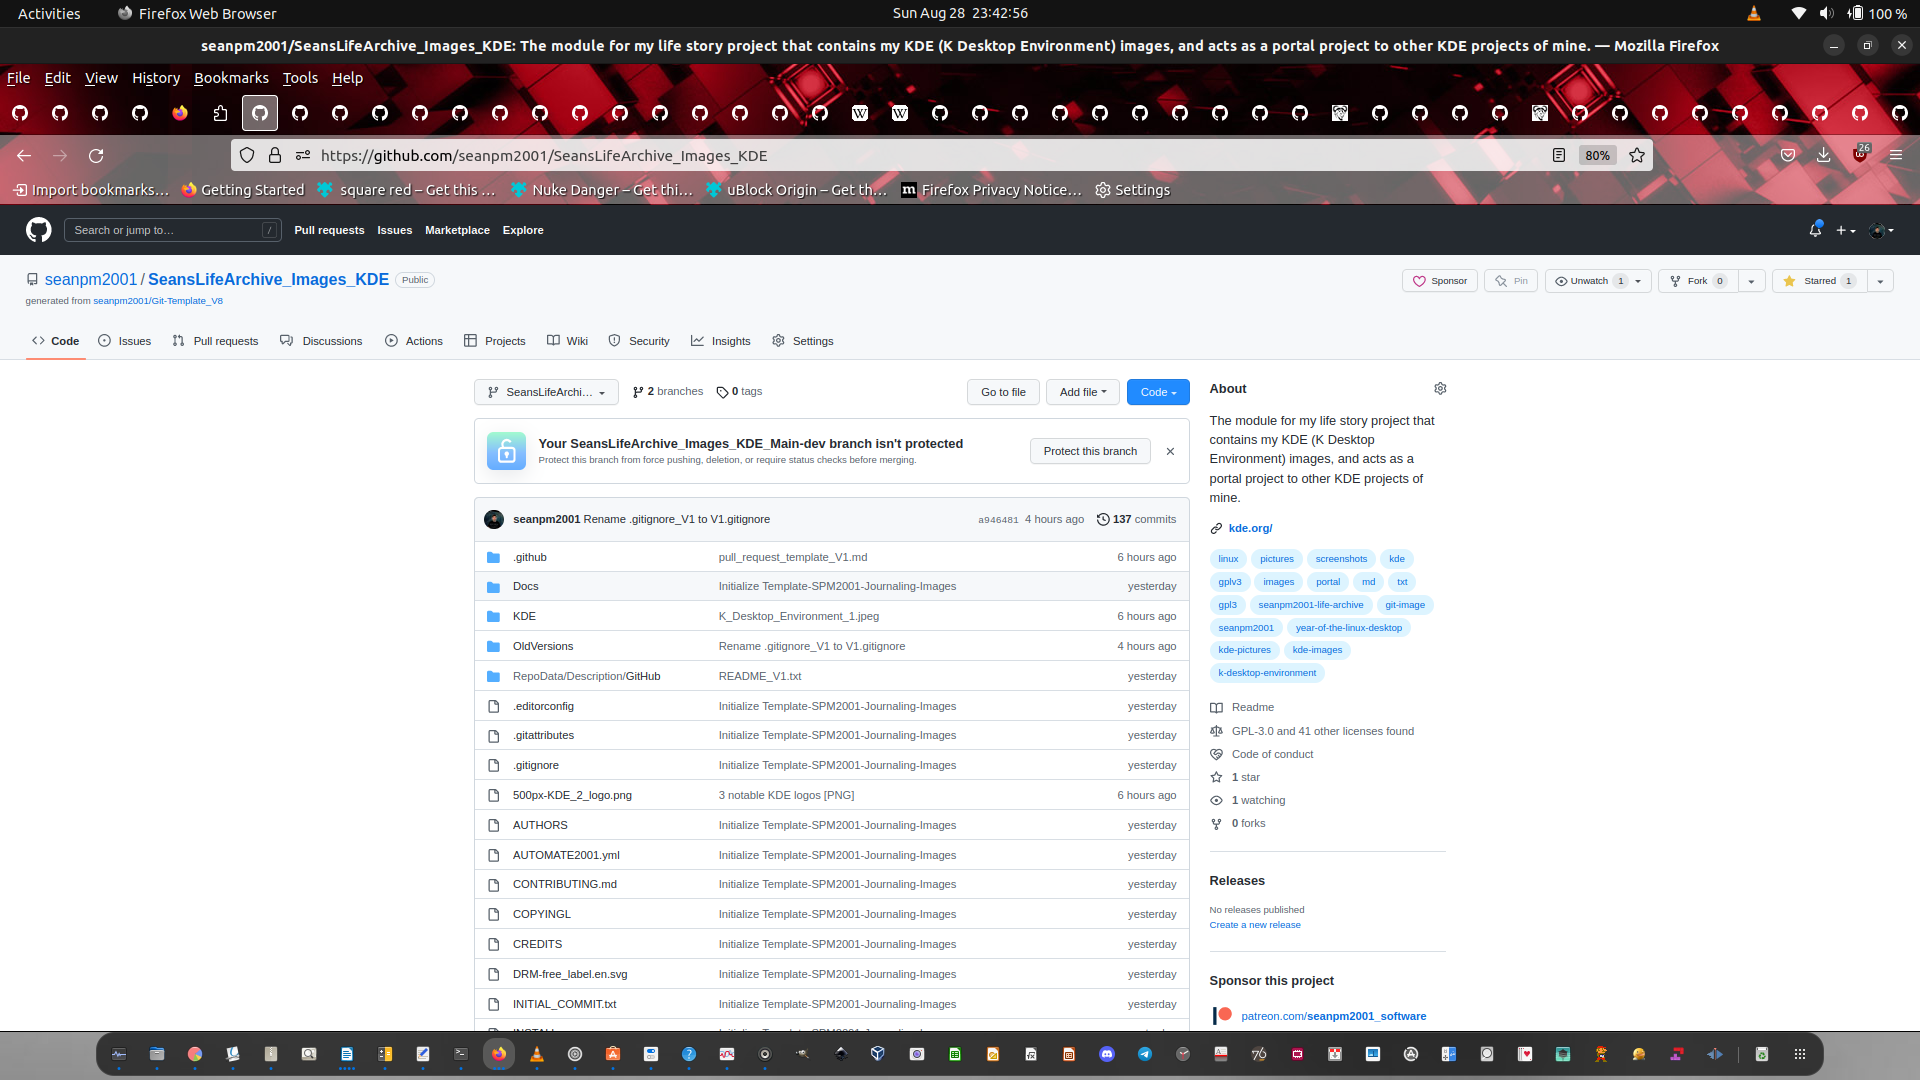 Activities
Firefox Web Browser
Sun Aug 28 23:42:56
100 %
seanpm2001/SeansLifeArchive_Images_KDE: The module for my life story project that contains my KDE (K Desktop Environment) images, and acts as a portal project to other KDE projects of mine. — Mozilla Firefox
File Edit View History Bookmarks Tools Help
https://github.com/seanpm2001/SeansLifeArchive_Images_KDE
80%
26
Import bookmarks…
Getting Started
square red – Get this …
Nuke Danger – Get thi…
uBlock Origin – Get th…
Firefox Privacy Notice…
Settings
Search or jump to…
/
Pull requests
Issues
Marketplace
Explore
seanpm2001 / SeansLifeArchive_Images_KDE
Public
generated from seanpm2001/Git-Template_V8
Sponsor
Pin
Unwatch 1
Fork 0
Starred 1
Code
Issues
Pull requests
Discussions
Actions
Projects
Wiki
Security
Insights
Settings
SeansLifeArchi…
2 branches
0 tags
Go to file
Add file
Code
Your SeansLifeArchive_Images_KDE_Main-dev branch isn't protected
Protect this branch from force pushing, deletion, or require status checks before merging.
Protect this branch
seanpm2001 Rename .gitignore_V1 to V1.gitignore
a946481 4 hours ago
137 commits
.github pull_request_template_V1.md 6 hours ago
Docs Initialize Template-SPM2001-Journaling-Images yesterday
KDE K_Desktop_Environment_1.jpeg 6 hours ago
OldVersions Rename .gitignore_V1 to V1.gitignore 4 hours ago
RepoData/Description/GitHub README_V1.txt yesterday
.editorconfig Initialize Template-SPM2001-Journaling-Images yesterday
.gitattributes Initialize Template-SPM2001-Journaling-Images yesterday
.gitignore Initialize Template-SPM2001-Journaling-Images yesterday
500px-KDE_2_logo.png 3 notable KDE logos [PNG] 6 hours ago
AUTHORS Initialize Template-SPM2001-Journaling-Images yesterday
AUTOMATE2001.yml Initialize Template-SPM2001-Journaling-Images yesterday
CONTRIBUTING.md Initialize Template-SPM2001-Journaling-Images yesterday
COPYINGL Initialize Template-SPM2001-Journaling-Images yesterday
CREDITS Initialize Template-SPM2001-Journaling-Images yesterday
DRM-free_label.en.svg Initialize Template-SPM2001-Journaling-Images yesterday
INITIAL_COMMIT.txt Initialize Template-SPM2001-Journaling-Images yesterday
About
The module for my life story project that
contains my KDE (K Desktop
Environment) images, and acts as a
portal project to other KDE projects of
mine.
kde.org/
linux pictures screenshots kde
gplv3 images portal md txt
gpl3 seanpm2001-life-archive git-image
seanpm2001 year-of-the-linux-desktop
kde-pictures kde-images
k-desktop-environment
Readme
GPL-3.0 and 41 other licenses found
Code of conduct
1 star
1 watching
0 forks
Releases
No releases published
Create a new release
Sponsor this project
patreon.com/seanpm2001_software